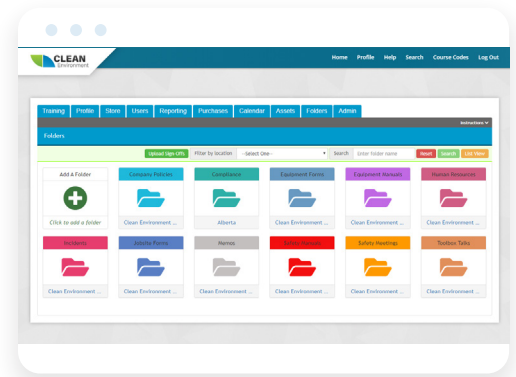 CLEAN
Environment
Home Profile Help Search Course Codes Log Out
Training Profile Store Users Reporting Purchases Calendar Assets Folders Admin
Instructions
Folders
Upload Sign-Offs Filter by location - Select One - Search Enter folder name Reset Search List View
Add A Folder Company Policies Compliance Equipment Forms Equipment Manuals Human Resources
Click to add a folder Clean Environment ... Alberta Clean Environment ... Clean Environment ... Clean Environment ...
Incidents Jobsite Forms Memos Safety Manuals Safety Meetings Toolbox Talks
Clean Environment ... Clean Environment ... Clean Environment ... Clean Environment ... Clean Environment ... Clean Environment ...